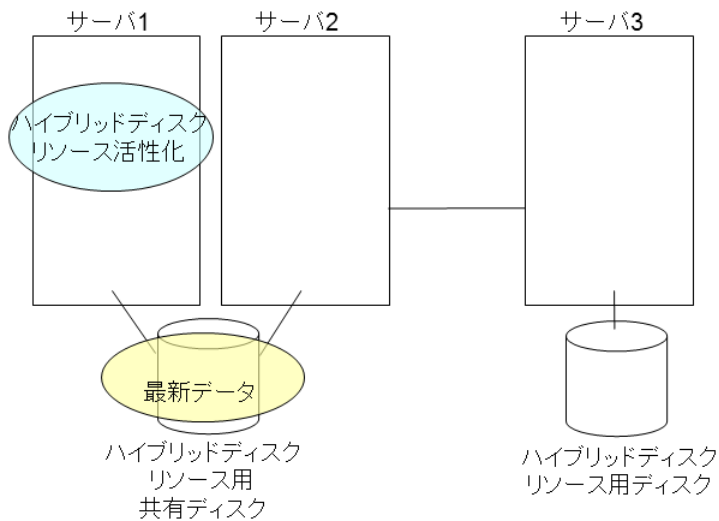 サーバ1
サーバ2
サーバ3
ハイブリッドディスク
リソース活性化
最新データ
ハイブリッドディスク
リソース用
共有ディスク
ハイブリッドディスク
リソース用ディスク